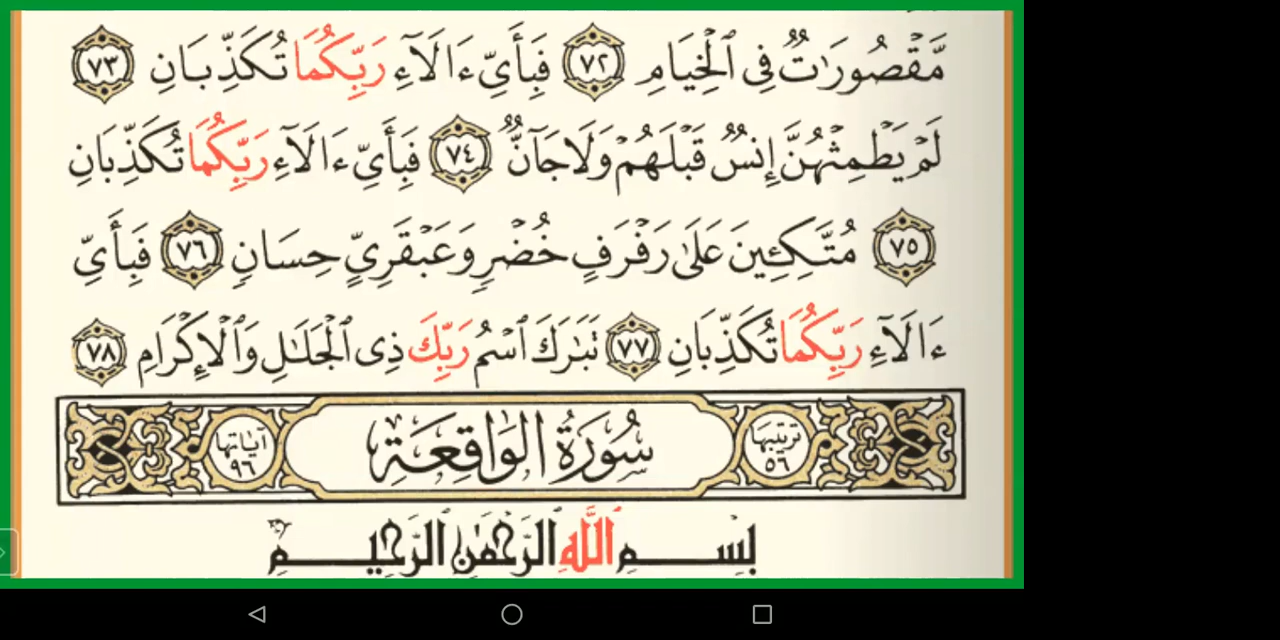 مَّقْصُورَٰتٌ فِى ٱلْخِيَامِ ٧٢ فَبِأَىِّ ءَالَآءِ رَبِّكُمَا تُكَذِّبَانِ ٧٣
لَمْ يَطْمِثْهُنَّ إِنسٌ قَبْلَهُمْ وَلَا جَآنٌّ ٧٤ فَبِأَىِّ ءَالَآءِ رَبِّكُمَا تُكَذِّبَانِ
٧٥ مُتَّكِـِٔينَ عَلَىٰ رَفْرَفٍ خُضْرٍ وَعَبْقَرِىٍّ حِسَانٍ ٧٦ فَبِأَىِّ
ءَالَآءِ رَبِّكُمَا تُكَذِّبَانِ ٧٧ تَبَٰرَكَ ٱسْمُ رَبِّكَ ذِى ٱلْجَلَٰلِ وَٱلْإِكْرَامِ ٧٨
ترتيبها ٥٦ سُورَةُ الوَاقِعَةِ آياتها ٩٦
بِسْمِ ٱللَّهِ ٱلرَّحْمَٰنِ ٱلرَّحِيمِ